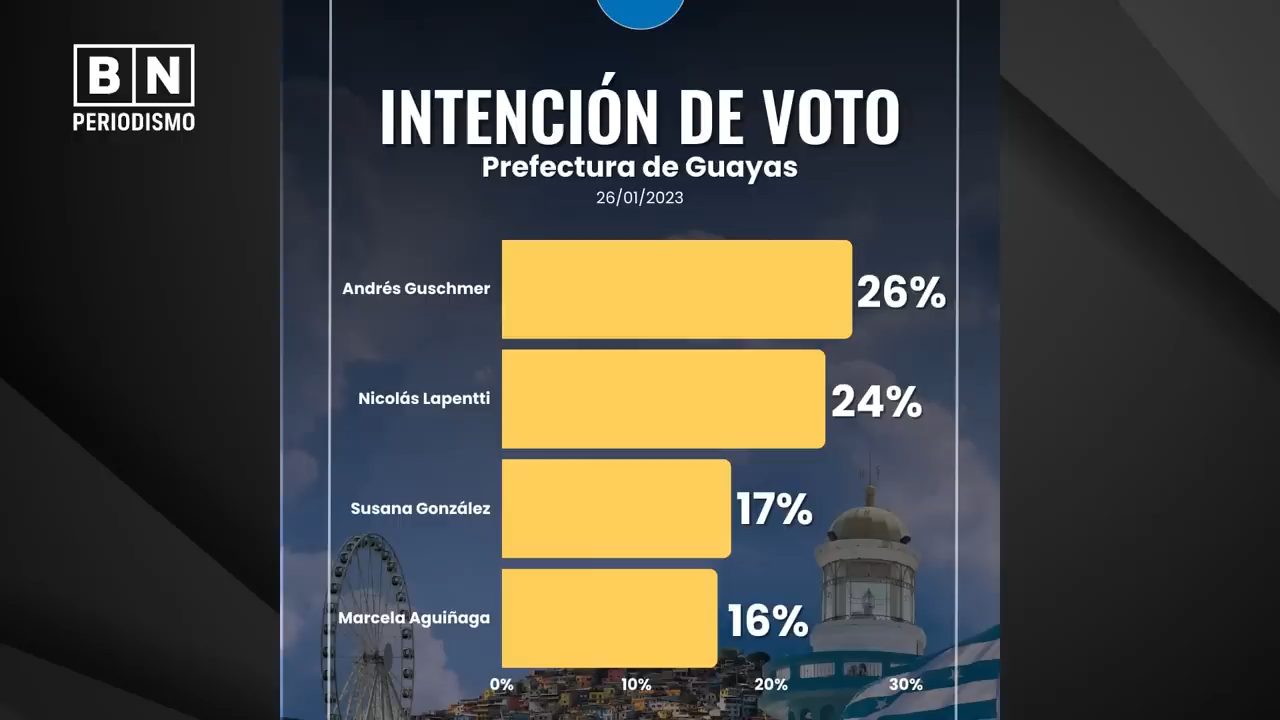 BN
PERIODISMO
INTENCIÓN DE VOTO
Prefectura de Guayas
26/01/2023
Andrés Guschmer 26%
Nicolás Lapentti 24%
Susana González 17%
Marcela Aguiñaga 16%
0% 10% 20% 30%